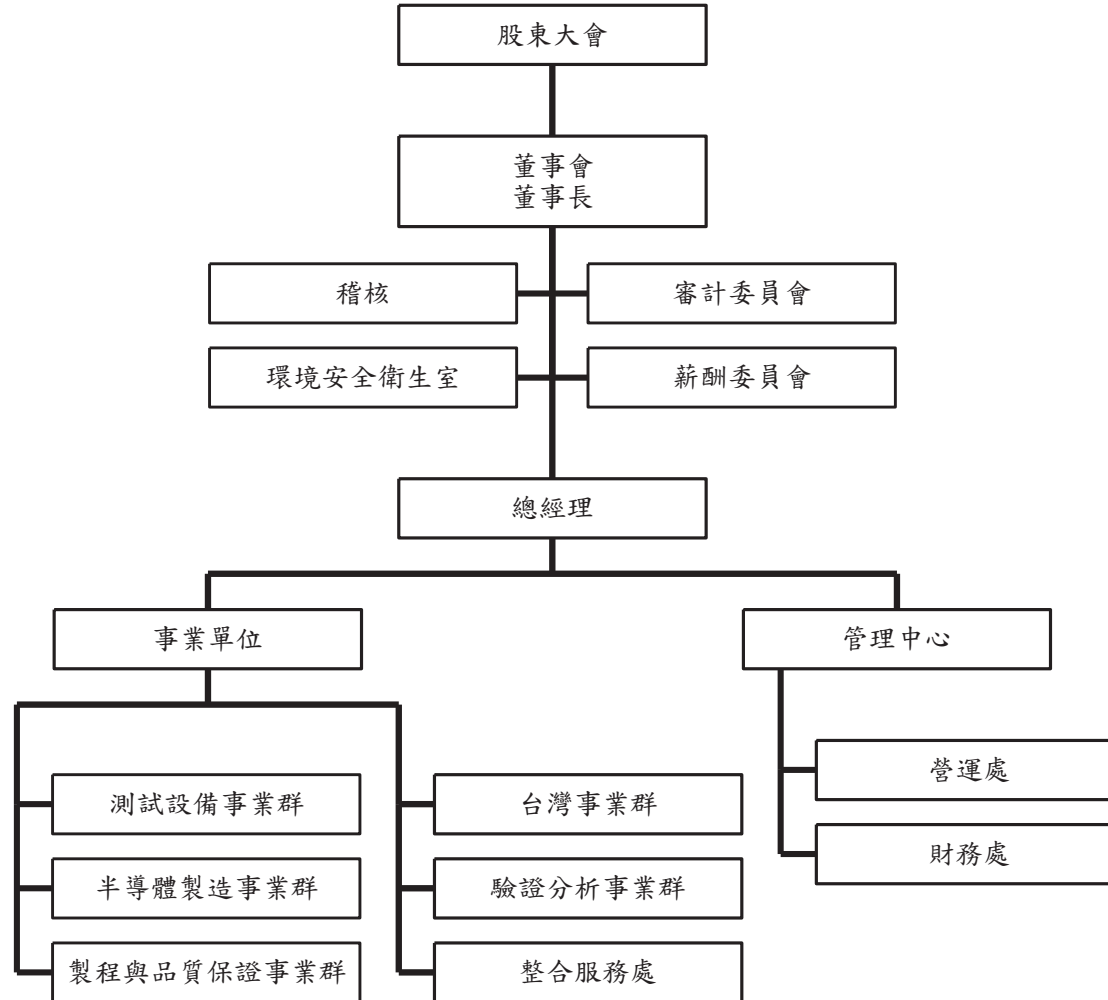 股東大會
董事會
董事長
稽核
審計委員會
環境安全衛生室
薪酬委員會
總經理
事業單位
管理中心
測試設備事業群
半導體製造事業群
製程與品質保證事業群
台灣事業群
驗證分析事業群
整合服務處
營運處
財務處